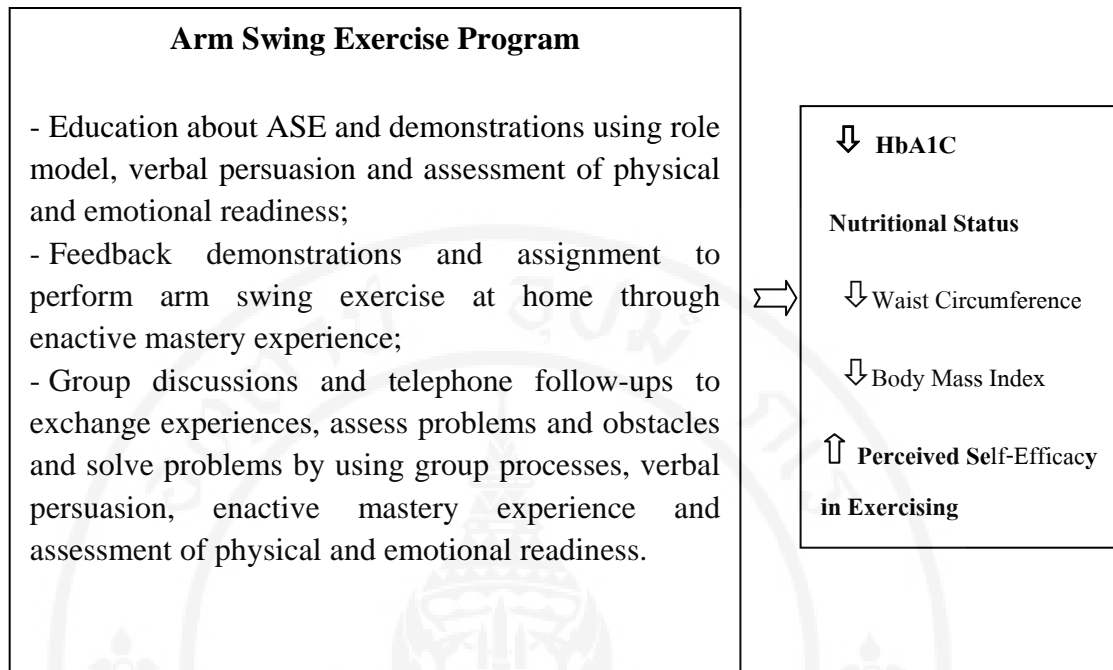 Arm Swing Exercise Program
- Education about ASE and demonstrations using role
model, verbal persuasion and assessment of physical
and emotional readiness;
- Feedback demonstrations and assignment to
perform arm swing exercise at home through
enactive mastery experience;
- Group discussions and telephone follow-ups to
exchange experiences, assess problems and obstacles
and solve problems by using group processes, verbal
persuasion, enactive mastery experience and
assessment of physical and emotional readiness.
⇩ HbA1C
Nutritional Status
⇩ Waist Circumference
⇩ Body Mass Index
⇧ Perceived Self-Efficacy
in Exercising